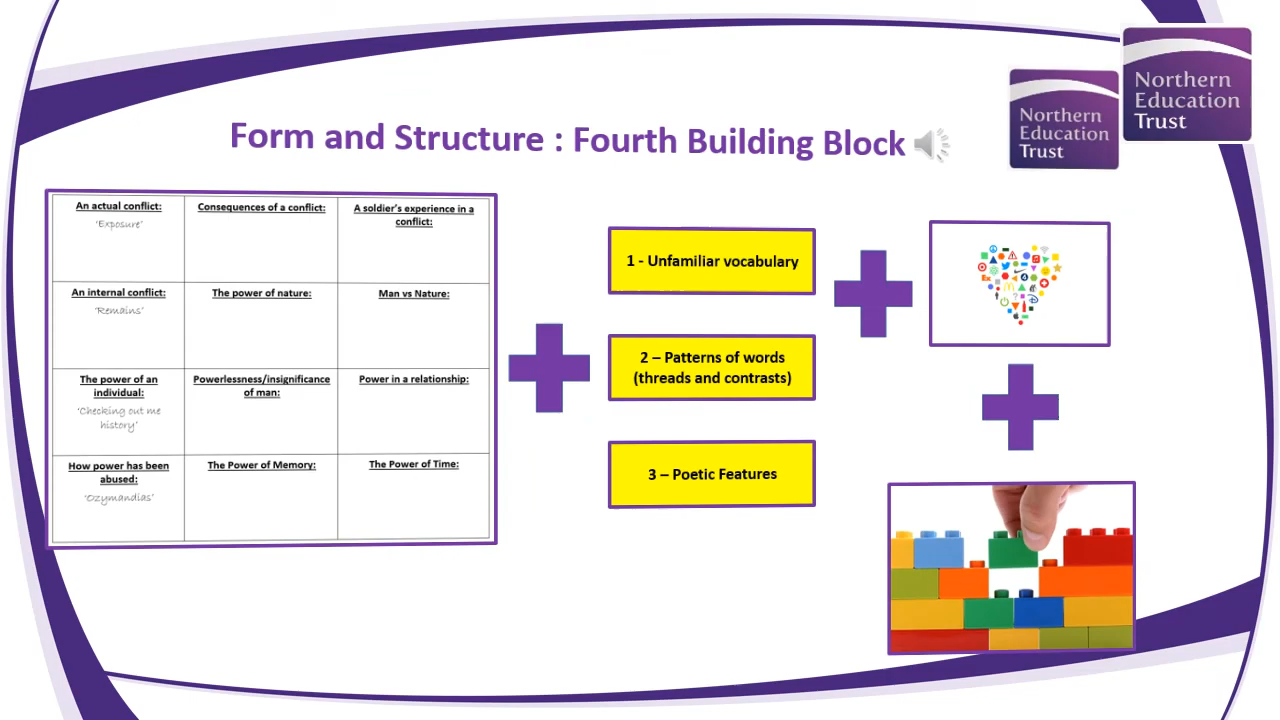 Northern
Education
Trust
Northern
Education
Trust
Form and Structure : Fourth Building Block
An actual conflict:
'Exposure'
Consequences of a conflict:
A soldier's experience in a
conflict:
An internal conflict:
'Remains'
The power of nature:
Man vs Nature:
The power of an
individual:
'Checking out me
history'
Powerlessness/insignificance
of man:
Power in a relationship:
How power has been
abused:
'Ozymandias'
The Power of Memory:
The Power of Time:
1 - Unfamiliar vocabulary
2 – Patterns of words
(threads and contrasts)
3 – Poetic Features